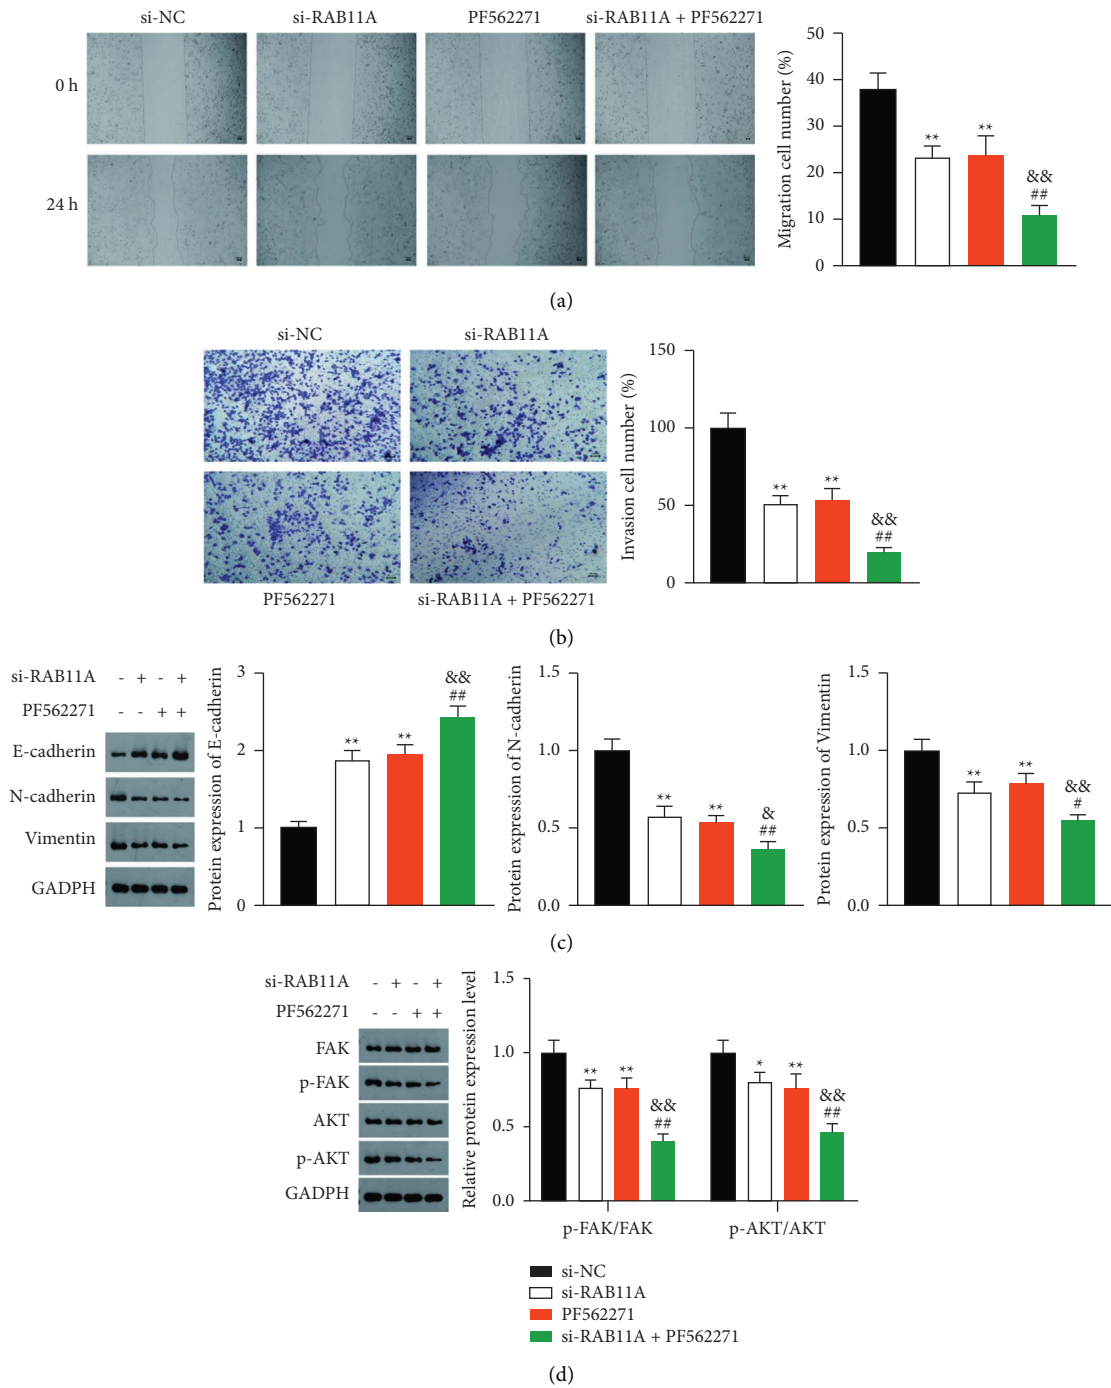 si-NC si-RAB11A PF562271 si-RAB11A + PF562271
0 h
24 h
Migration cell number (%)
50
40
30
20
10
0
** ** && ##
(a)
si-NC si-RAB11A
PF562271 si-RAB11A + PF562271
Invasion cell number (%)
150
100
50
0
** ** && ##
(b)
si-RAB11A - + - +
PF562271 - - + +
E-cadherin
N-cadherin
Vimentin
GADPH
Protein expression of E-cadherin
3
2
1
0
** ** && ##
Protein expression of N-cadherin
1.5
1.0
0.5
0.0
** ** & ##
Protein expression of Vimentin
1.5
1.0
0.5
0.0
** ** && #
(c)
si-RAB11A - + - +
PF562271 - - + +
FAK
p-FAK
AKT
p-AKT
GADPH
Relative protein expression level
1.5
1.0
0.5
0.0
** ** && ##
* ** && ##
p-FAK/FAK p-AKT/AKT
si-NC
si-RAB11A
PF562271
si-RAB11A + PF562271
(d)